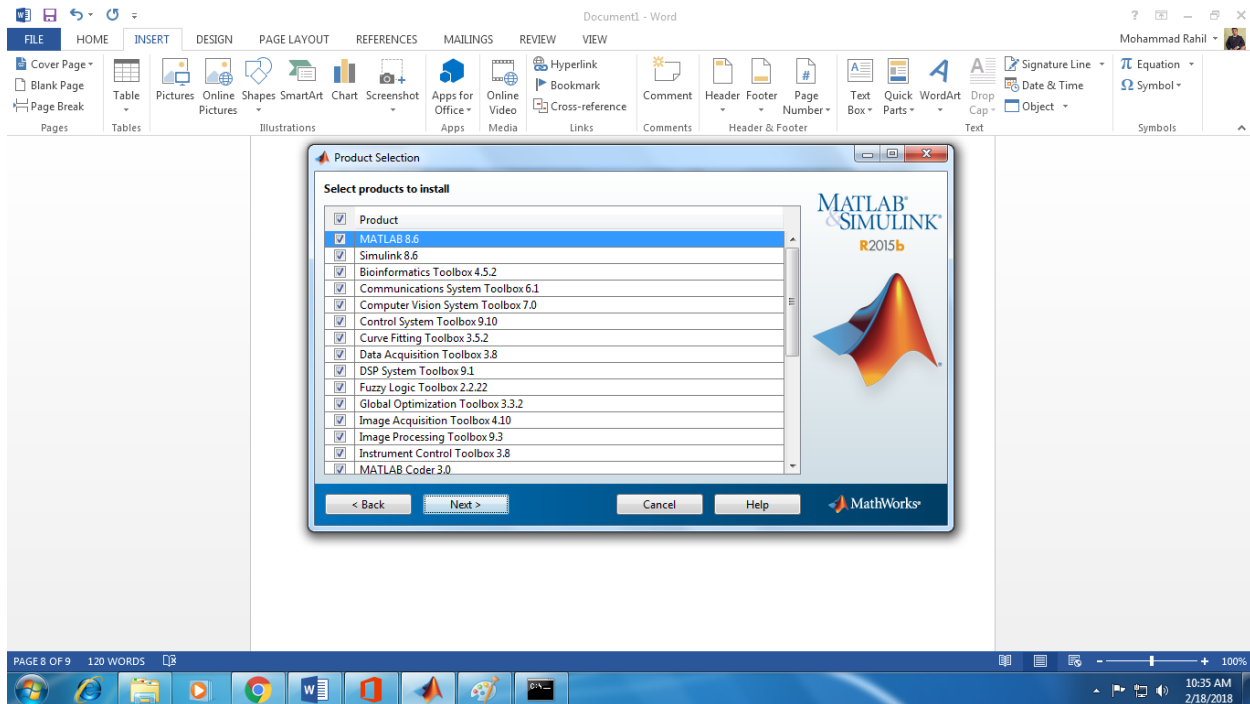 Document1 - Word
FILE HOME INSERT DESIGN PAGE LAYOUT REFERENCES MAILINGS REVIEW VIEW Mohammad Rahil
Cover Page
Blank Page
Page Break
Pages
Table
Tables
Pictures
Online Pictures
Shapes
SmartArt
Chart
Screenshot
Illustrations
Apps for Office
Apps
Online Video
Media
Hyperlink
Bookmark
Cross-reference
Links
Comment
Comments
Header
Footer
Page Number
Header & Footer
Text Box
Quick Parts
WordArt
Drop Cap
Signature Line
Date & Time
Object
Text
Equation
Symbol
Symbols
Product Selection
Select products to install
Product
MATLAB 8.6
Simulink 8.6
Bioinformatics Toolbox 4.5.2
Communications System Toolbox 6.1
Computer Vision System Toolbox 7.0
Control System Toolbox 9.10
Curve Fitting Toolbox 3.5.2
Data Acquisition Toolbox 3.8
DSP System Toolbox 9.1
Fuzzy Logic Toolbox 2.2.22
Global Optimization Toolbox 3.3.2
Image Acquisition Toolbox 4.10
Image Processing Toolbox 9.3
Instrument Control Toolbox 3.8
MATLAB Coder 3.0
MATLAB®
&SIMULINK®
R2015b
< Back
Next >
Cancel
Help
MathWorks®
PAGE 8 OF 9 120 WORDS 100%
10:35 AM
2/18/2018